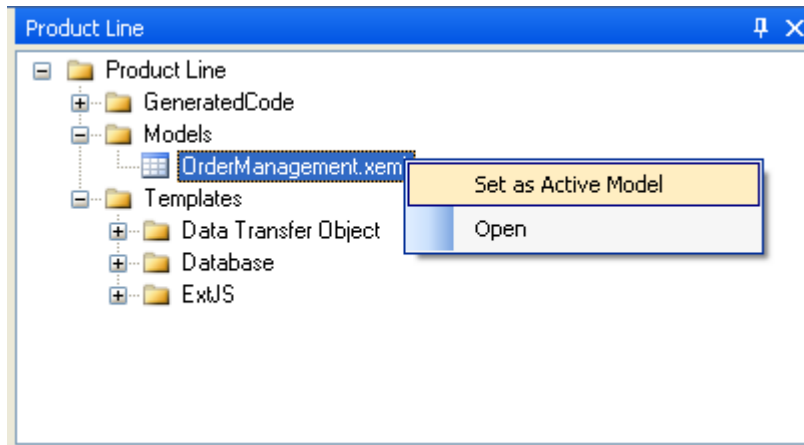 Product Line
Product Line
GeneratedCode
Models
OrderManagement.xem
Set as Active Model
Templates
Open
Data Transfer Object
Database
ExtJS